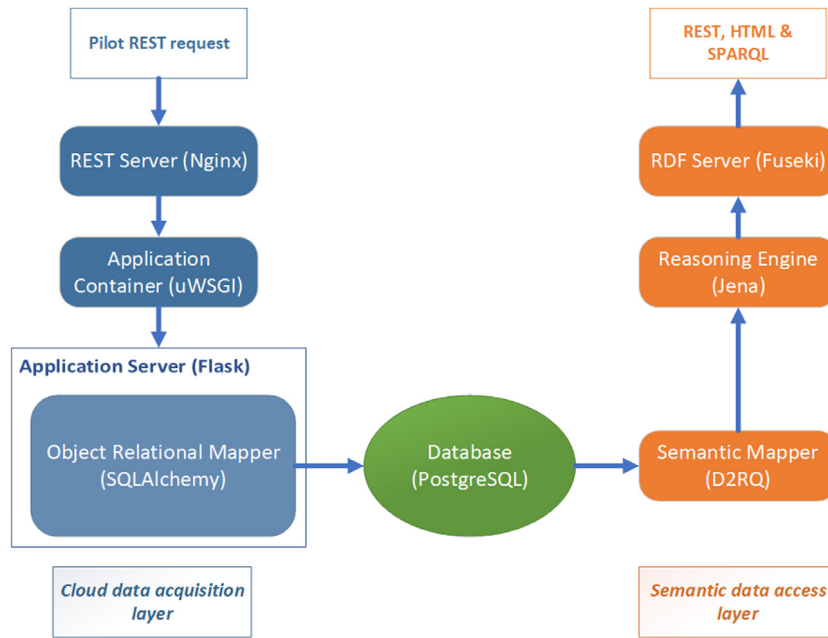 Pilot REST request
REST Server (Nginx)
Application
Container (uWSGI)
Application Server (Flask)
Object Relational Mapper
(SQLAlchemy)
Cloud data acquisition
layer
Database
(PostgreSQL)
REST, HTML &
SPARQL
RDF Server (Fuseki)
Reasoning Engine
(Jena)
Semantic Mapper
(D2RQ)
Semantic data access
layer